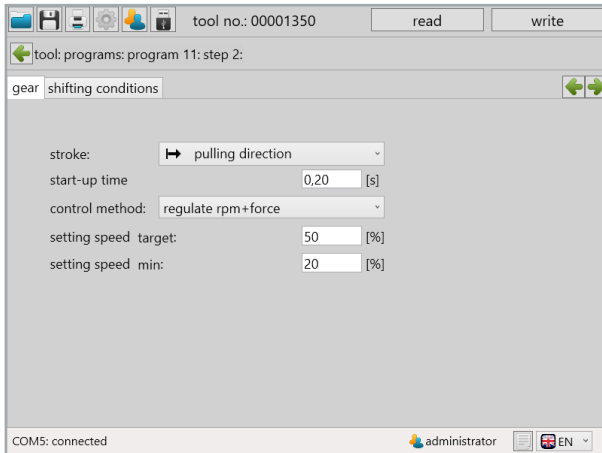 tool no.: 00001350 read write
tool: programs: program 11: step 2:
gear shifting conditions
stroke: pulling direction
start-up time 0,20 [s]
control method: regulate rpm+force
setting speed target: 50 [%]
setting speed min: 20 [%]
COM5: connected administrator EN